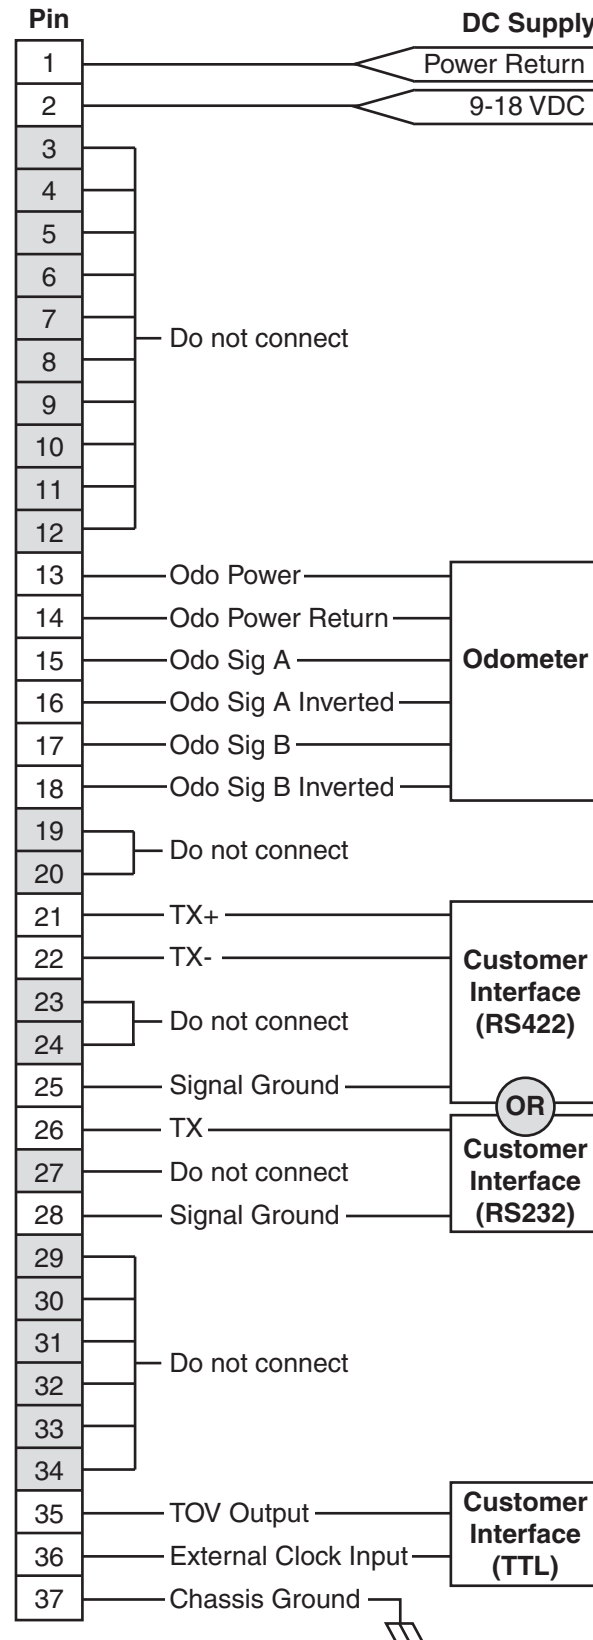 Pin
DC Supply
1
Power Return
2
9-18 VDC
3
4
5
6
7
Do not connect
8
9
10
11
12
13
Odo Power
14
Odo Power Return
15
Odo Sig A
Odometer
16
Odo Sig A Inverted
17
Odo Sig B
18
Odo Sig B Inverted
19
Do not connect
20
21
TX+
22
TX-
Customer
Interface
(RS422)
23
Do not connect
24
25
Signal Ground
OR
26
TX
Customer
Interface
(RS232)
27
Do not connect
28
Signal Ground
29
30
31
Do not connect
32
33
34
35
TOV Output
Customer
Interface
(TTL)
36
External Clock Input
37
Chassis Ground